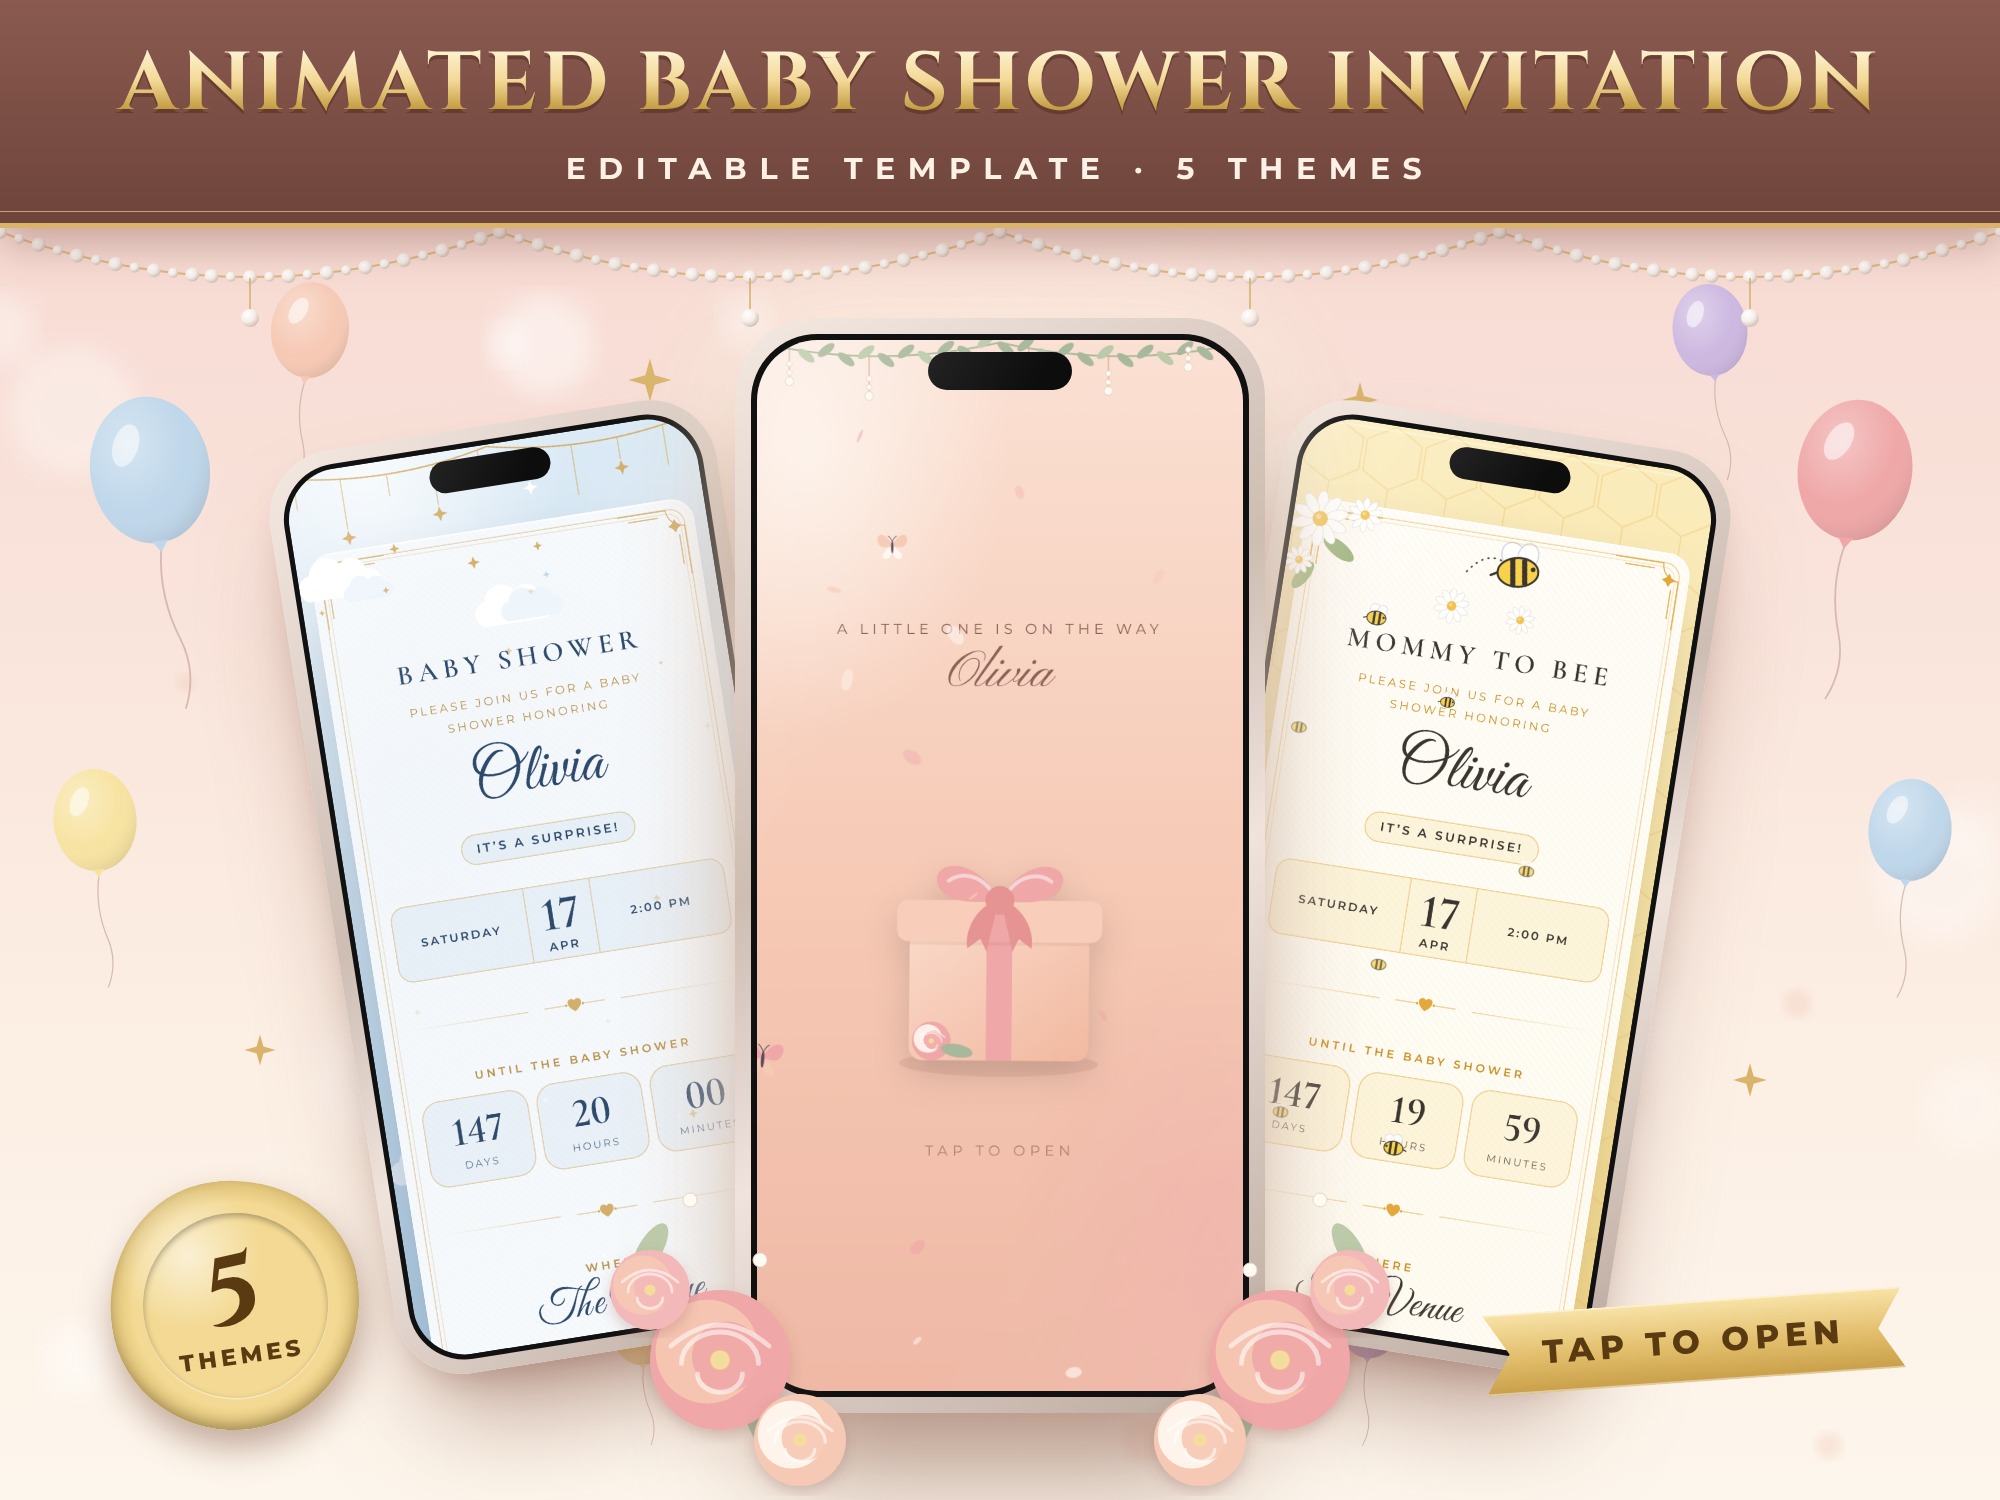 ANIMATED BABY SHOWER INVITATION
EDITABLE TEMPLATE · 5 THEMES
BABY SHOWER
PLEASE JOIN US FOR A BABY
SHOWER HONORING
Olivia
IT'S A SURPRISE!
SATURDAY
17
APR
2:00 PM
UNTIL THE BABY SHOWER
147
DAYS
20
HOURS
00
MINUTES
The
A LITTLE ONE IS ON THE WAY
Olivia
TAP TO OPEN
MOMMY TO BEE
PLEASE JOIN US FOR A BABY
SHOWER HONORING
Olivia
IT'S A SURPRISE!
SATURDAY
17
APR
2:00 PM
UNTIL THE BABY SHOWER
147
DAYS
19
HOURS
59
MINUTES
Venue
5
THEMES
TAP TO OPEN